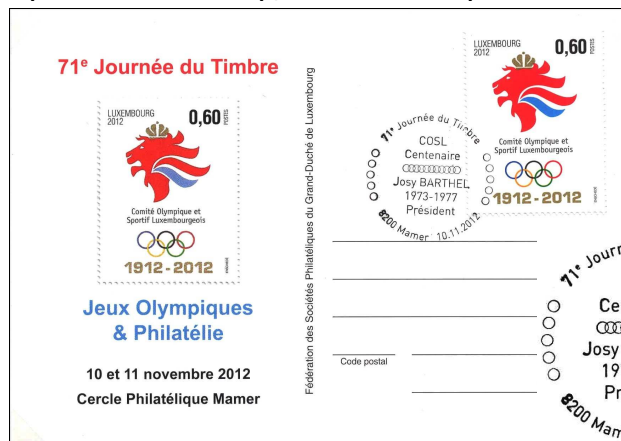 71e Journée du Timbre
LUXEMBOURG
2012
0,60
POSTES
Comité Olympique et
Sportif Luxembourgeois
1912-2012
Jeux Olympiques
& Philatélie
10 et 11 novembre 2012
Cercle Philatélique Mamer
Fédération des Sociétés Philatéliques du Grand-Duché de Luxembourg
71e Journée du Timbre
COSL
Centenaire
Josy BARTHEL
1973-1977
Président
8200 Mamer 10.11.2012
LUXEMBOURG
2012
0,60
POSTES
Comité Olympique et
Sportif Luxembourgeois
1912-2012
Code postal
71e Jour
Ce
Josy
19
Pr
8200 Mam